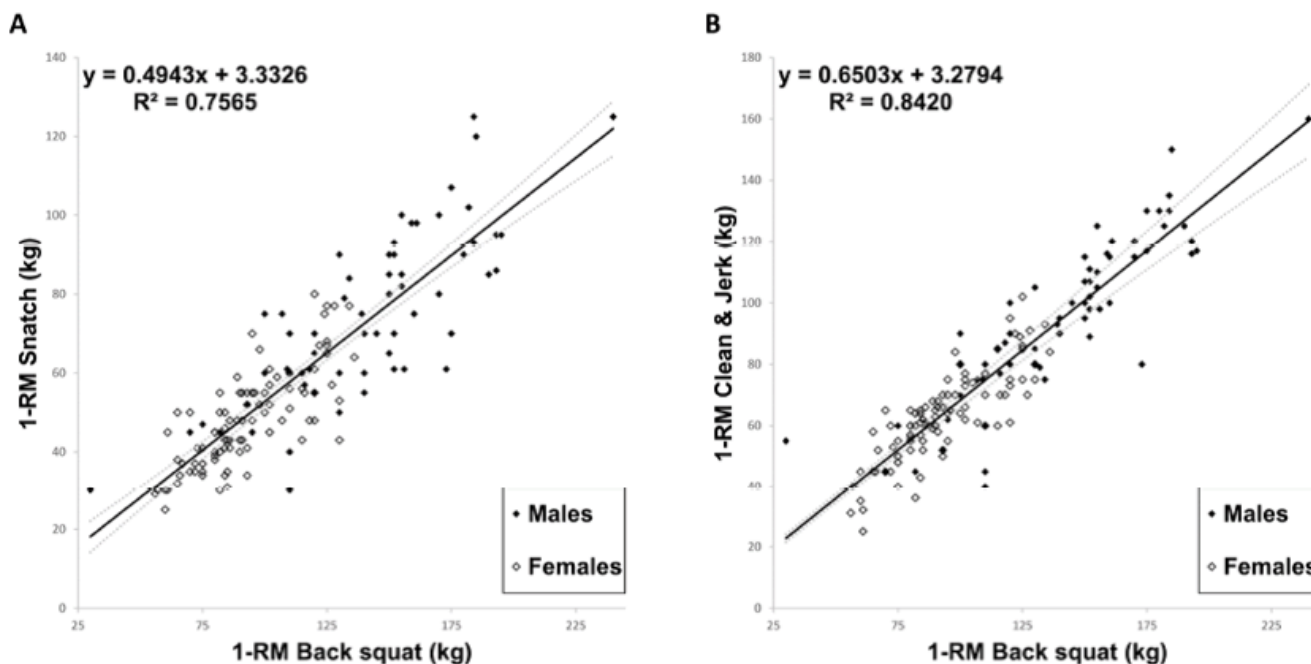 A
y = 0.4943x + 3.3326
R² = 0.7565
1-RM Snatch (kg)
140
120
100
80
60
40
20
0
25 75 125 175 225
1-RM Back squat (kg)
Males
Females
B
y = 0.6503x + 3.2794
R² = 0.8420
1-RM Clean & Jerk (kg)
180
160
140
120
100
80
60
40
20
0
25 75 125 175 225
1-RM Back squat (kg)
Males
Females